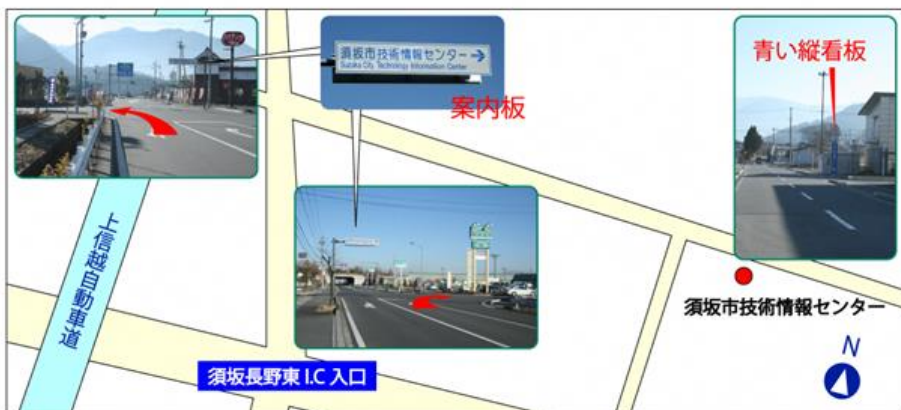 須坂市技術情報センター→
Suzaka City Technology Information Center
案内板
青い縦看板
上信越自動車道
須坂市技術情報センター
須坂長野東 I.C 入口
N